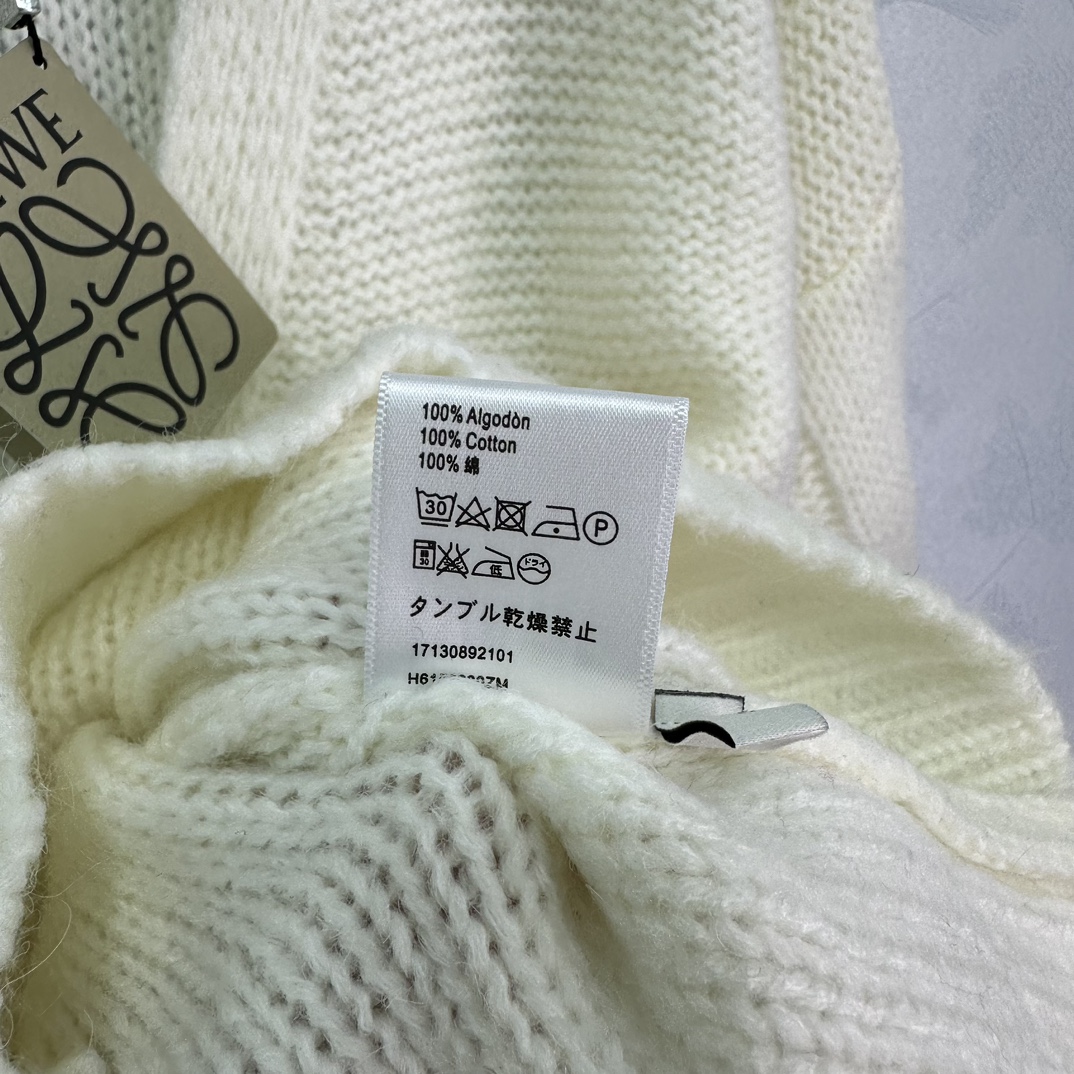 WE
100% Algodòn
100% Cotton
100% 綿
30 P
30 低 ドライ
タンブル乾燥禁止
17130892101